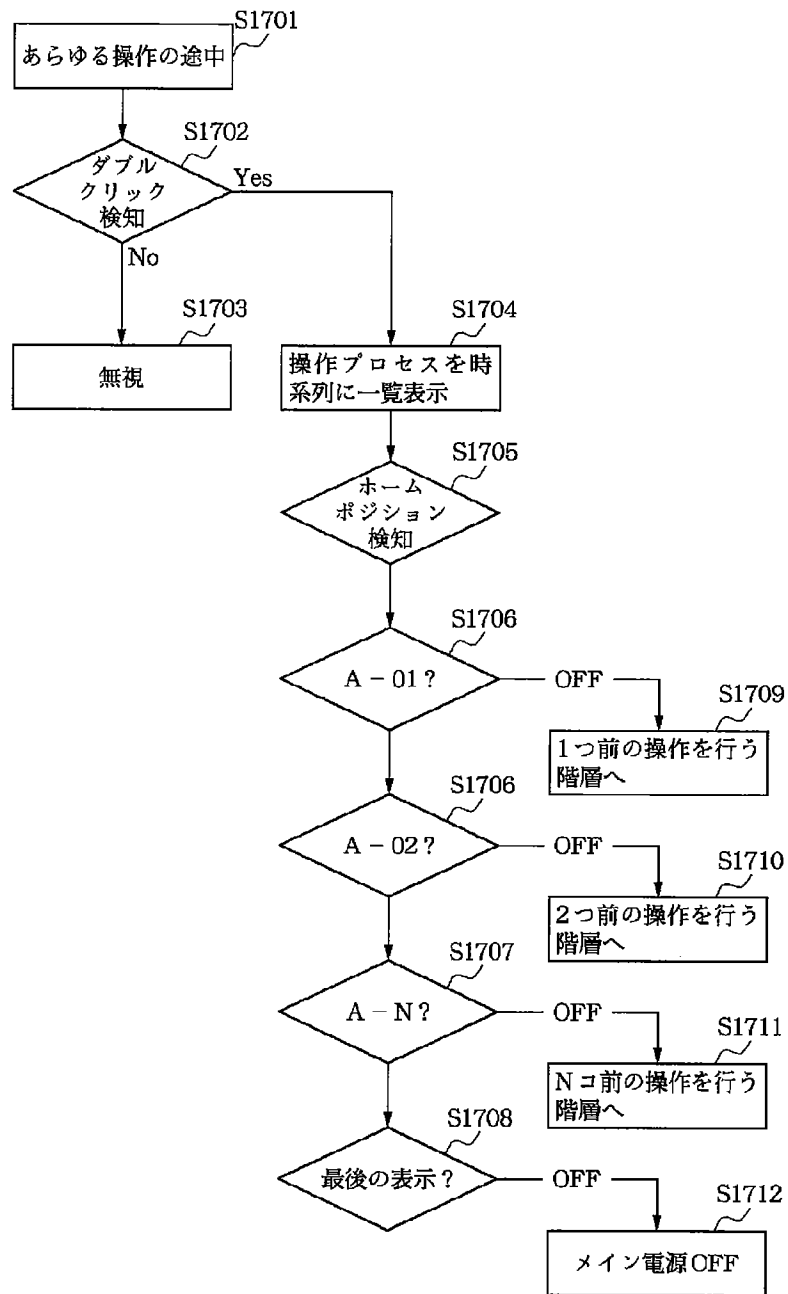 S1701
あらゆる操作の途中
S1702
ダブル
クリック
検知
Yes
No
S1703
無視
S1704
操作プロセスを時
系列に一覧表示
S1705
ホーム
ポジション
検知
S1706
A-01?
OFF
S1709
1つ前の操作を行う
階層へ
S1706
A-02?
OFF
S1710
2つ前の操作を行う
階層へ
S1707
A-N?
OFF
S1711
Nコ前の操作を行う
階層へ
S1708
最後の表示?
OFF
S1712
メイン電源OFF